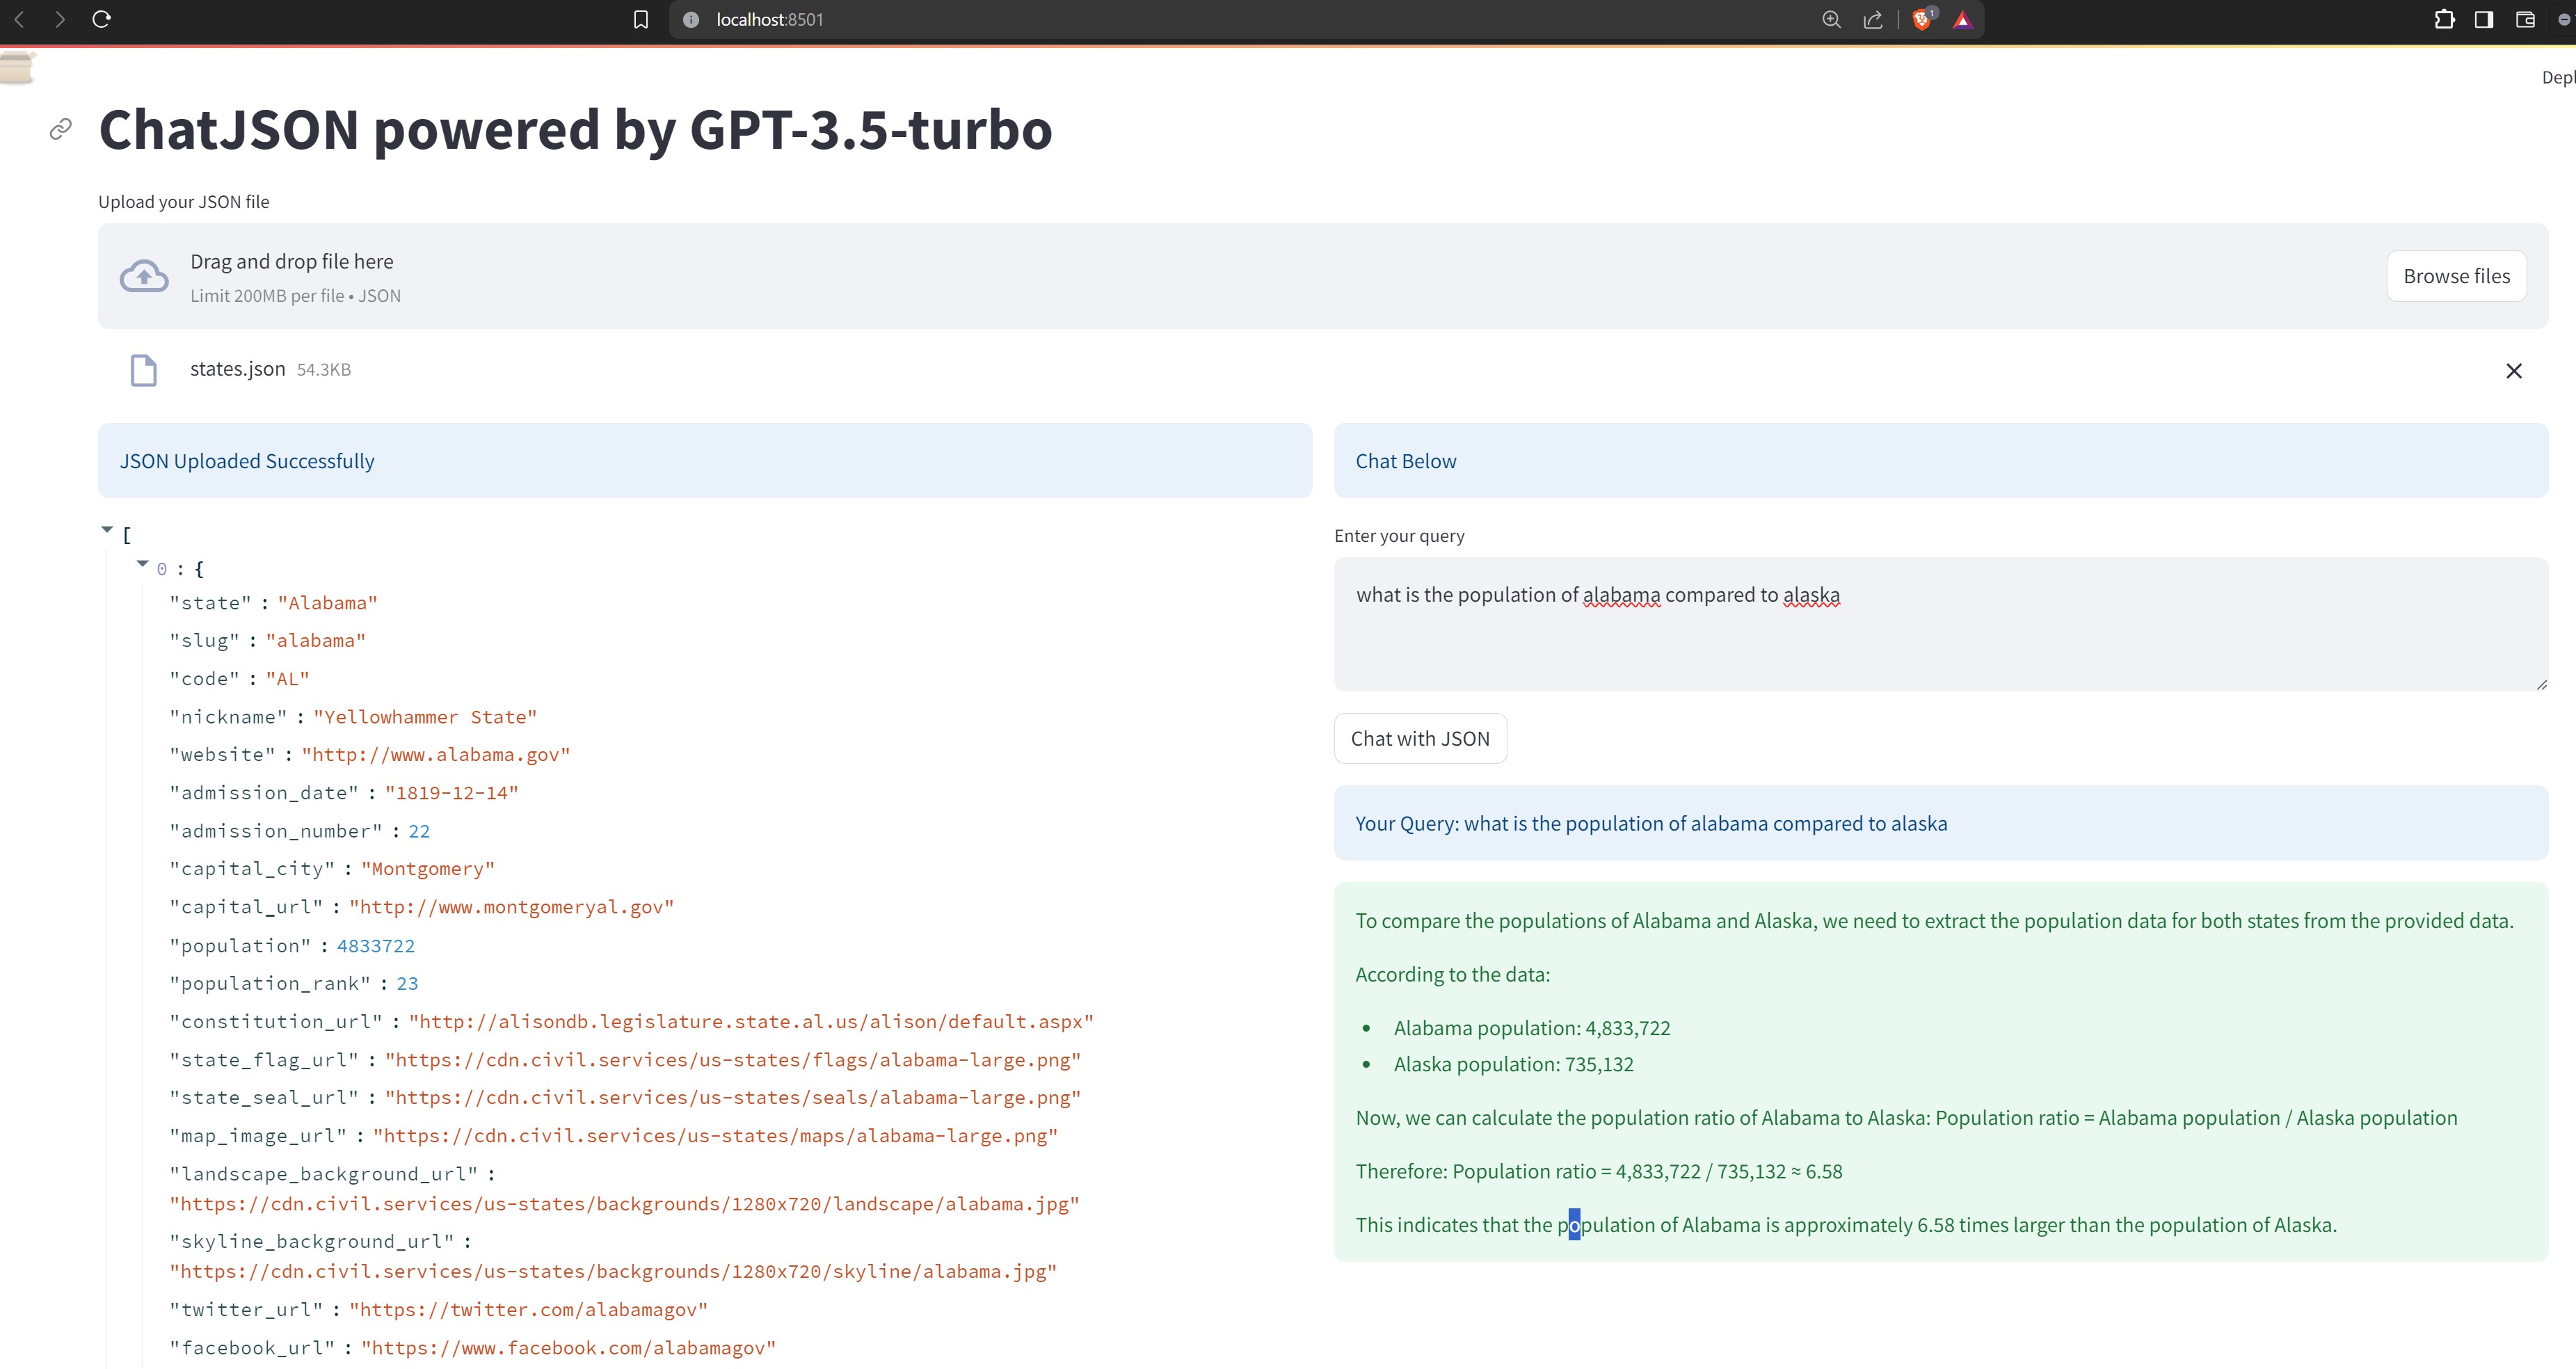 localhost:8501
1
Depl
ChatJSON powered by GPT-3.5-turbo
Upload your JSON file
Drag and drop file here
Limit 200MB per file • JSON
Browse files
states.json 54.3KB
JSON Uploaded Successfully
[
0 : {
"state" : "Alabama"
"slug" : "alabama"
"code" : "AL"
"nickname" : "Yellowhammer State"
"website" : "http://www.alabama.gov"
"admission_date" : "1819-12-14"
"admission_number" : 22
"capital_city" : "Montgomery"
"capital_url" : "http://www.montgomeryal.gov"
"population" : 4833722
"population_rank" : 23
"constitution_url" : "http://alisondb.legislature.state.al.us/alison/default.aspx"
"state_flag_url" : "https://cdn.civil.services/us-states/flags/alabama-large.png"
"state_seal_url" : "https://cdn.civil.services/us-states/seals/alabama-large.png"
"map_image_url" : "https://cdn.civil.services/us-states/maps/alabama-large.png"
"landscape_background_url" :
"https://cdn.civil.services/us-states/backgrounds/1280x720/landscape/alabama.jpg"
"skyline_background_url" :
"https://cdn.civil.services/us-states/backgrounds/1280x720/skyline/alabama.jpg"
"twitter_url" : "https://twitter.com/alabamagov"
"facebook_url" : "https://www.facebook.com/alabamagov"
Chat Below
Enter your query
what is the population of alabama compared to alaska
Chat with JSON
Your Query: what is the population of alabama compared to alaska
To compare the populations of Alabama and Alaska, we need to extract the population data for both states from the provided data.
According to the data:
• Alabama population: 4,833,722
• Alaska population: 735,132
Now, we can calculate the population ratio of Alabama to Alaska: Population ratio = Alabama population / Alaska population
Therefore: Population ratio = 4,833,722 / 735,132 ≈ 6.58
This indicates that the population of Alabama is approximately 6.58 times larger than the population of Alaska.